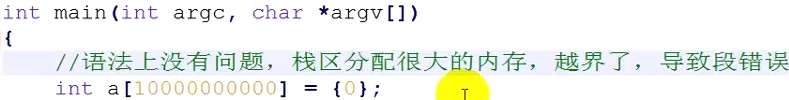 int main(int argc, char *argv[])
{
//语法上没有问题，栈区分配很大的内存，越界了，导致段错误
int a[10000000000] = {0};